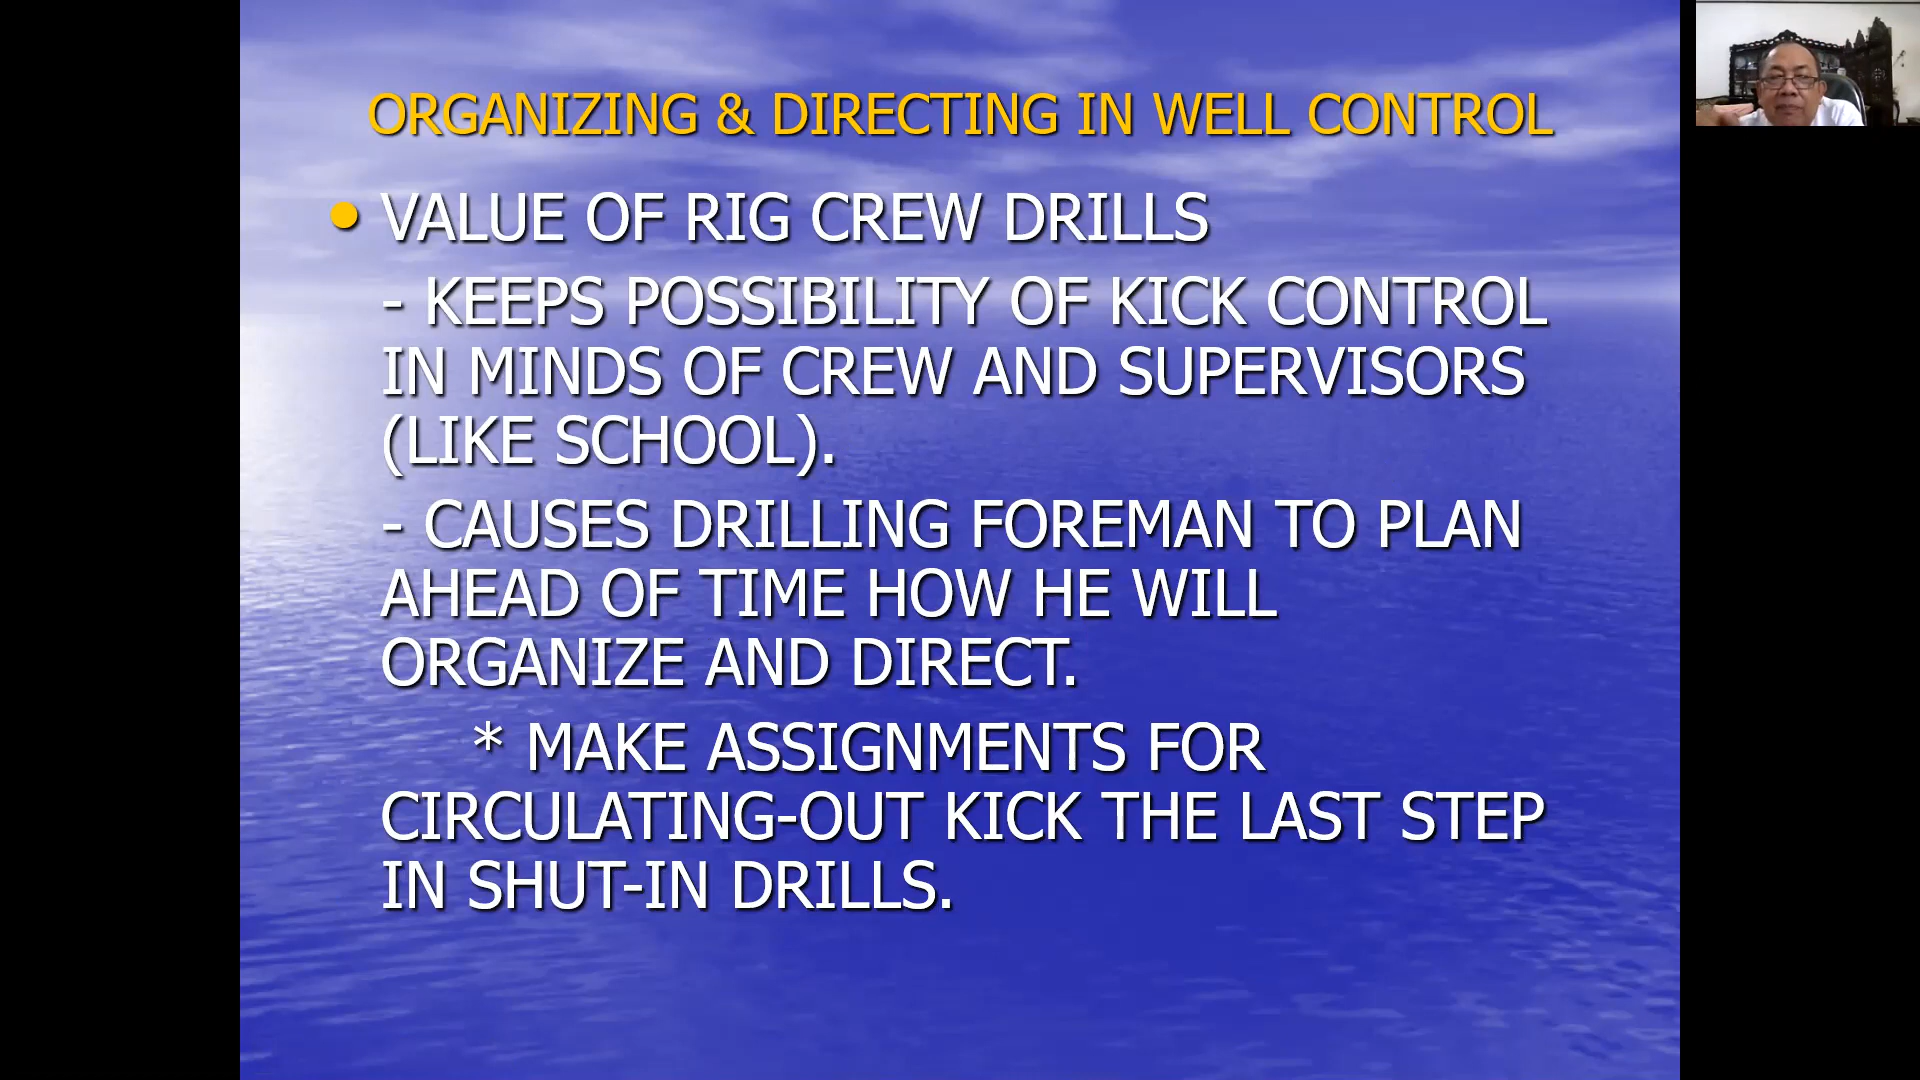 ORGANIZING & DIRECTING IN WELL CONTROL
• VALUE OF RIG CREW DRILLS
- KEEPS POSSIBILITY OF KICK CONTROL
IN MINDS OF CREW AND SUPERVISORS
(LIKE SCHOOL).
- CAUSES DRILLING FOREMAN TO PLAN
AHEAD OF TIME HOW HE WILL
ORGANIZE AND DIRECT.
* MAKE ASSIGNMENTS FOR
CIRCULATING-OUT KICK THE LAST STEP
IN SHUT-IN DRILLS.